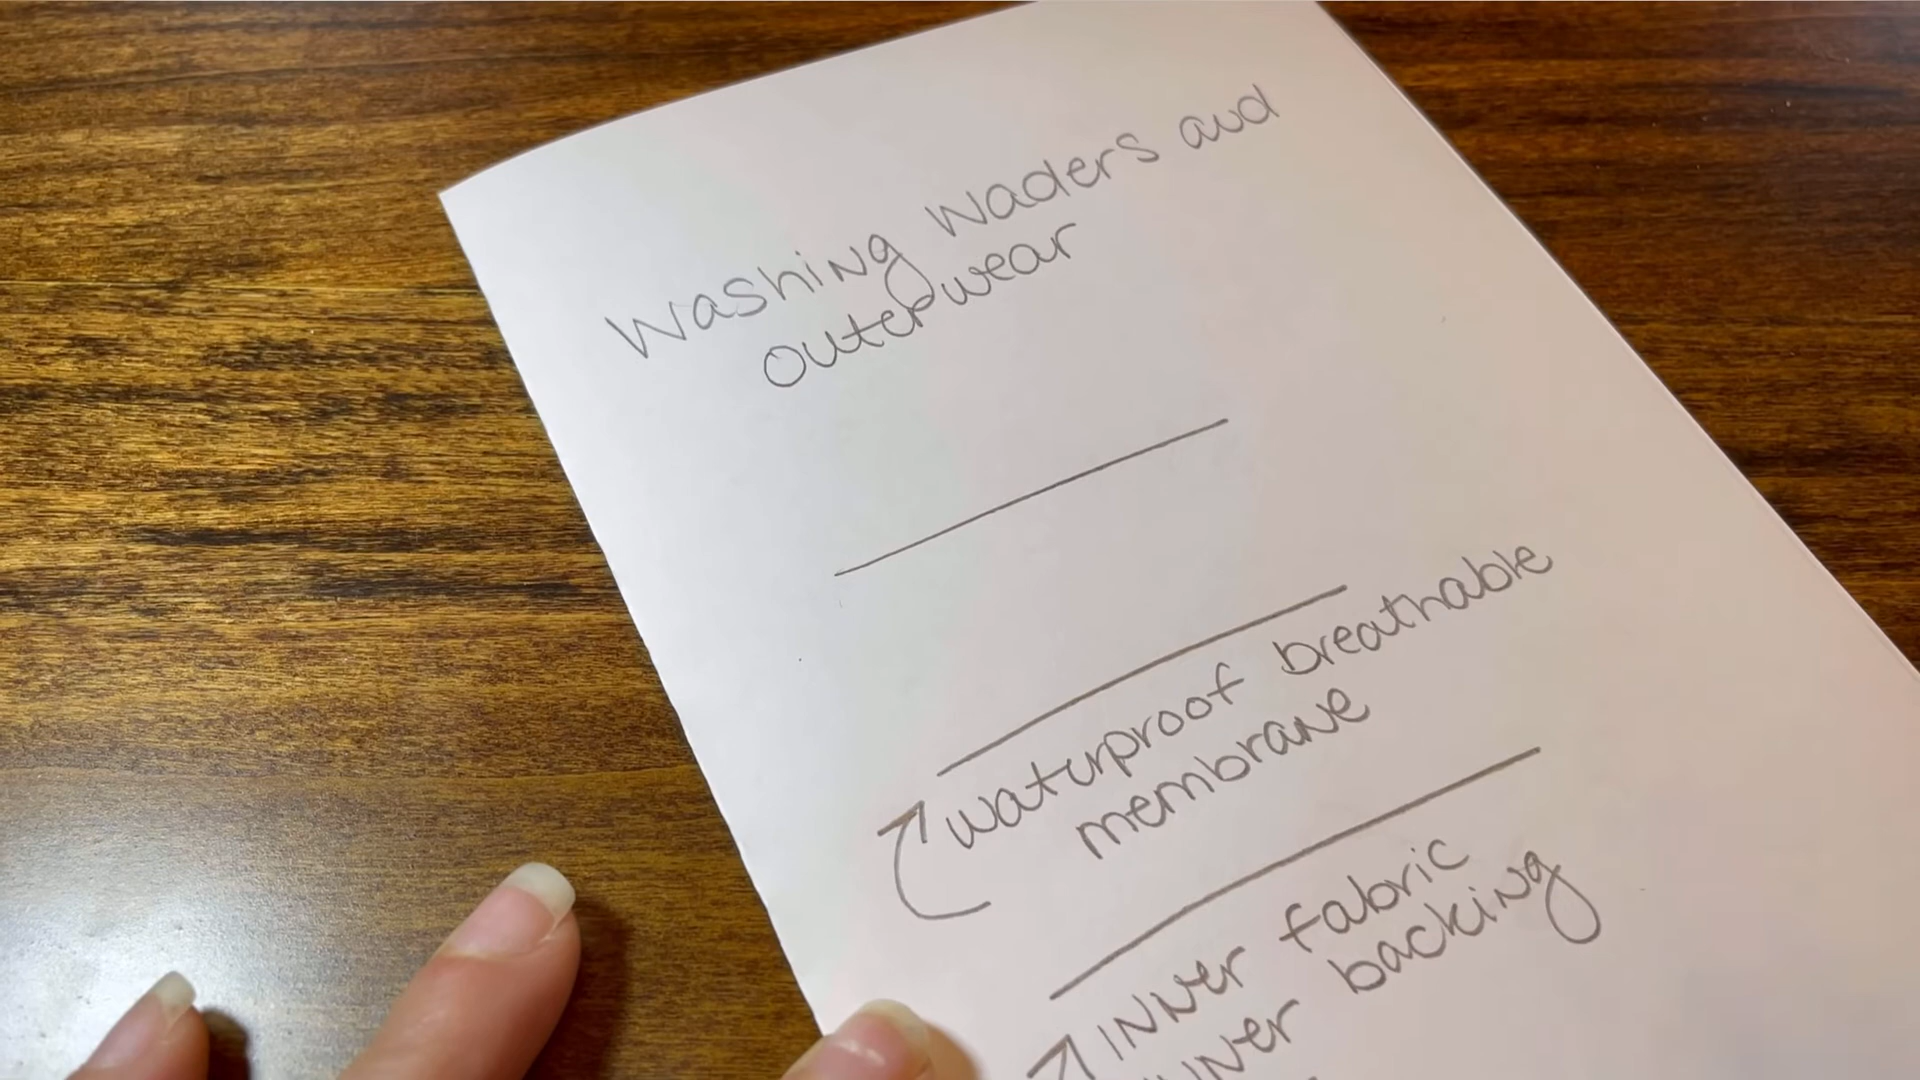 Washing Waders and
outerwear
waterproof breathable
membrane
INNer fabric
INNer backing